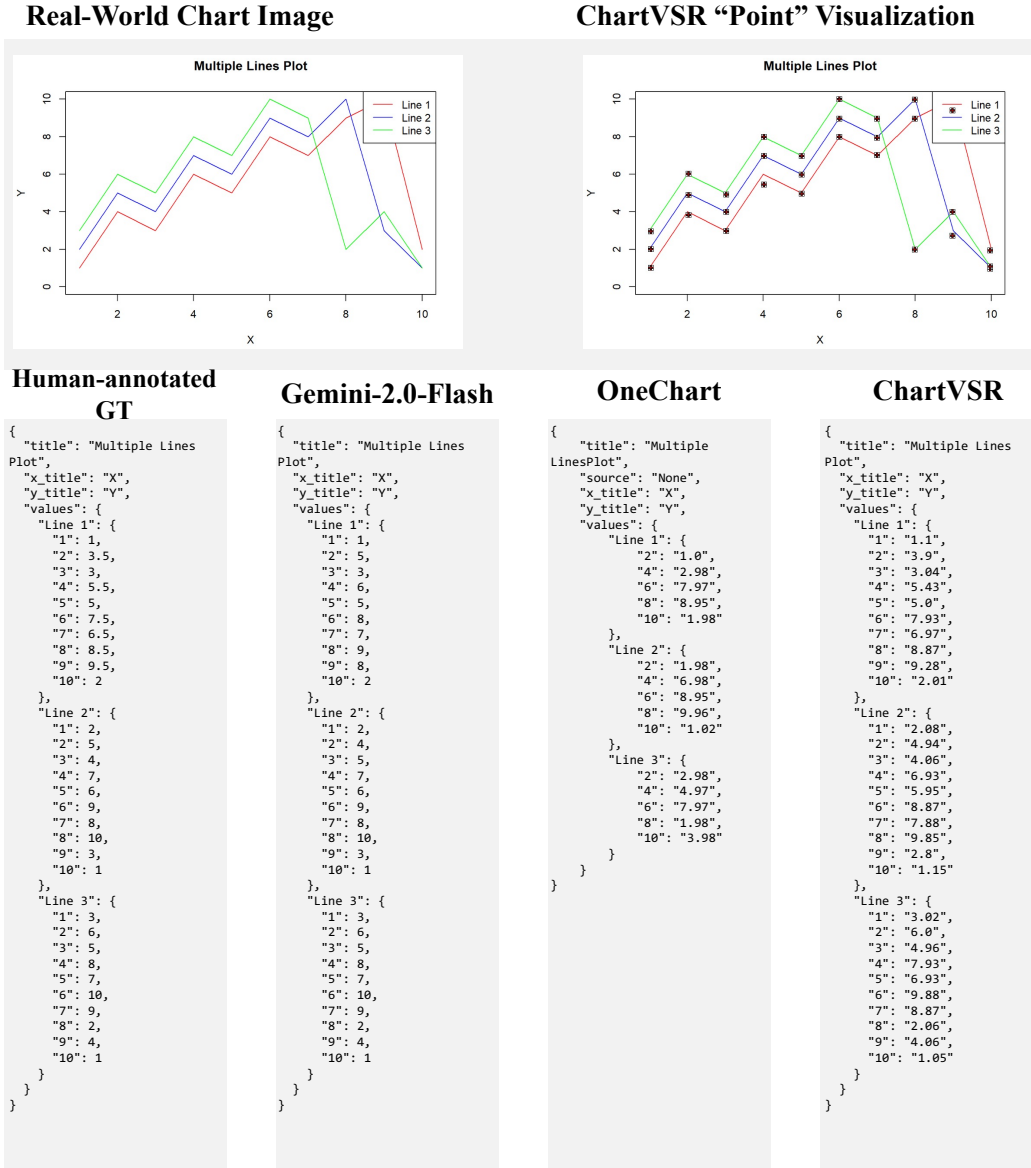 Real-World Chart Image
ChartVSR “Point” Visualization
Multiple Lines Plot
Line 1
Line 2
Line 3
Y
0
2
4
6
8
10
2
4
6
8
10
X
Multiple Lines Plot
Line 1
Line 2
Line 3
Y
0
2
4
6
8
10
2
4
6
8
10
X
Human-annotated
GT
{
"title": "Multiple Lines
Plot",
"x_title": "X",
"y_title": "Y",
"values": {
"Line 1": {
"1": 1,
"2": 3.5,
"3": 3,
"4": 5.5,
"5": 5,
"6": 7.5,
"7": 6.5,
"8": 8.5,
"9": 9.5,
"10": 2
},
"Line 2": {
"1": 2,
"2": 5,
"3": 4,
"4": 7,
"5": 6,
"6": 9,
"7": 8,
"8": 10,
"9": 3,
"10": 1
},
"Line 3": {
"1": 3,
"2": 6,
"3": 5,
"4": 8,
"5": 7,
"6": 10,
"7": 9,
"8": 2,
"9": 4,
"10": 1
}
}
}
Gemini-2.0-Flash
{
"title": "Multiple Lines
Plot",
"x_title": "X",
"y_title": "Y",
"values": {
"Line 1": {
"1": 1,
"2": 5,
"3": 3,
"4": 6,
"5": 5,
"6": 8,
"7": 7,
"8": 9,
"9": 8,
"10": 2
},
"Line 2": {
"1": 2,
"2": 4,
"3": 5,
"4": 7,
"5": 6,
"6": 9,
"7": 8,
"8": 10,
"9": 3,
"10": 1
},
"Line 3": {
"1": 3,
"2": 6,
"3": 5,
"4": 8,
"5": 7,
"6": 10,
"7": 9,
"8": 2,
"9": 4,
"10": 1
}
}
}
OneChart
{
"title": "Multiple
LinesPlot",
"source": "None",
"x_title": "X",
"y_title": "Y",
"values": {
"Line 1": {
"2": "1.0",
"4": "2.98",
"6": "7.97",
"8": "8.95",
"10": "1.98"
},
"Line 2": {
"2": "1.98",
"4": "6.98",
"6": "8.95",
"8": "9.96",
"10": "1.02"
},
"Line 3": {
"2": "2.98",
"4": "4.97",
"6": "7.97",
"8": "1.98",
"10": "3.98"
}
}
}
ChartVSR
{
"title": "Multiple Lines
Plot",
"x_title": "X",
"y_title": "Y",
"values": {
"Line 1": {
"1": "1.1",
"2": "3.9",
"3": "3.04",
"4": "5.43",
"5": "5.0",
"6": "7.93",
"7": "6.97",
"8": "8.87",
"9": "9.28",
"10": "2.01"
},
"Line 2": {
"1": "2.08",
"2": "4.94",
"3": "4.06",
"4": "6.93",
"5": "5.95",
"6": "8.87",
"7": "7.88",
"8": "9.85",
"9": "2.8",
"10": "1.15"
},
"Line 3": {
"1": "3.02",
"2": "6.0",
"3": "4.96",
"4": "7.93",
"5": "6.93",
"6": "9.88",
"7": "8.87",
"8": "2.06",
"9": "4.06",
"10": "1.05"
}
}
}